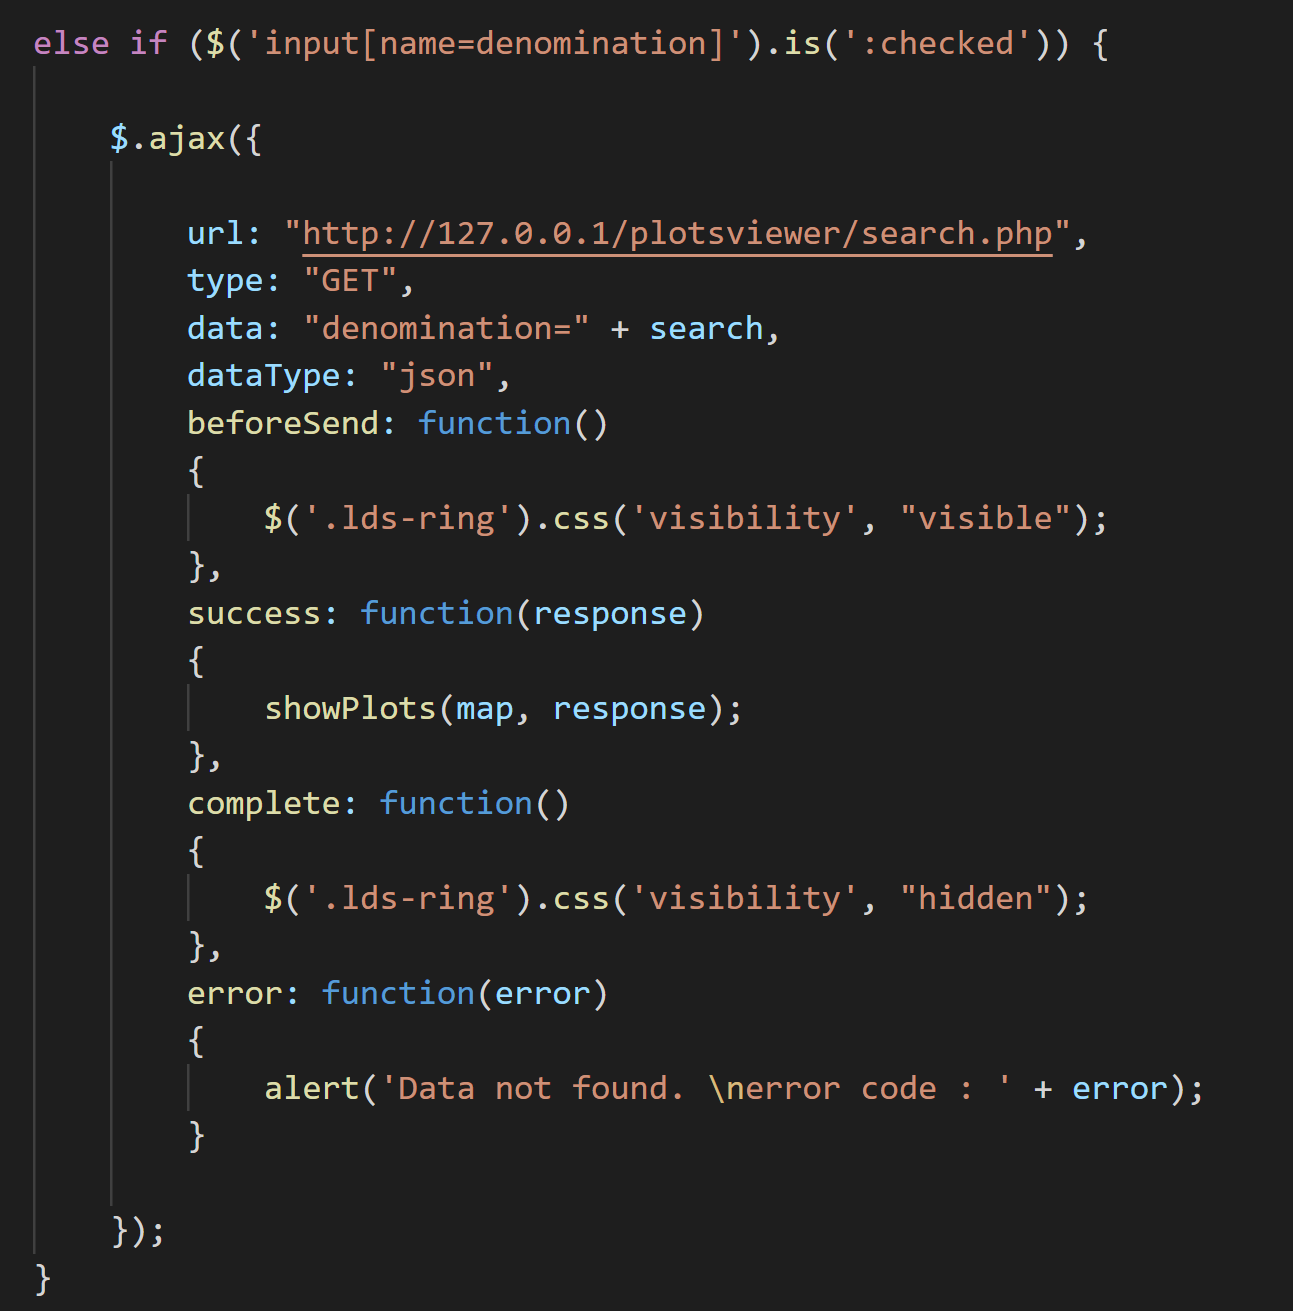 else if ($('input[name=denomination]').is(':checked')) {
$.ajax({
url: "http://127.0.0.1/plotsviewer/search.php",
type: "GET",
data: "denomination=" + search,
dataType: "json",
beforeSend: function()
{
$('.lds-ring').css('visibility', "visible");
},
success: function(response)
{
showPlots(map, response);
},
complete: function()
{
$('.lds-ring').css('visibility', "hidden");
},
error: function(error)
{
alert('Data not found. \nerror code : ' + error);
}
});
}